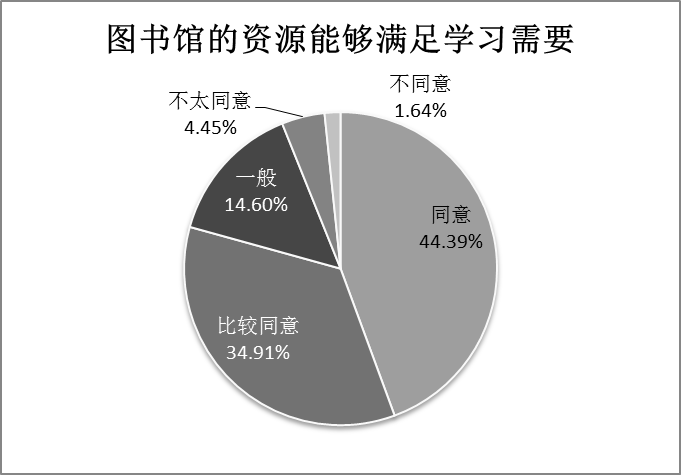 图书馆的资源能够满足学习需要
不同意
1.64%
不太同意
4.45%
一般
14.60%
同意
44.39%
比较同意
34.91%